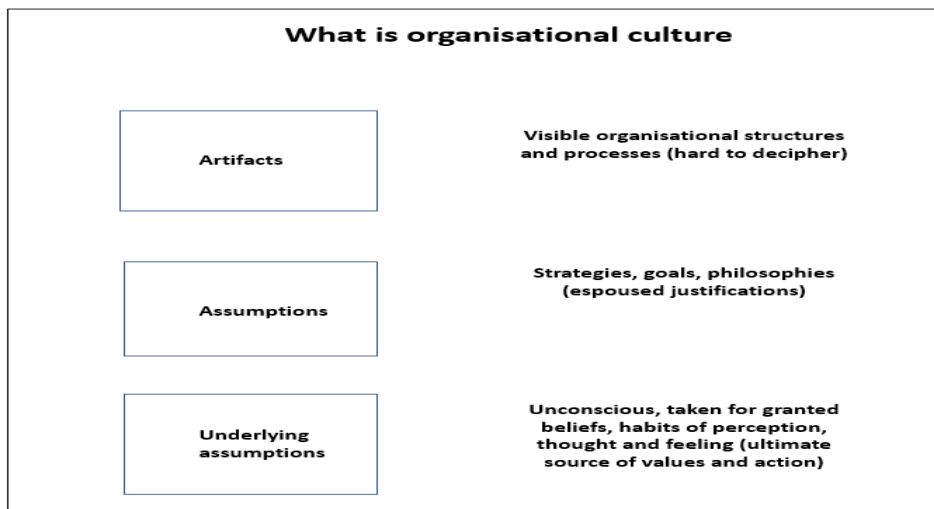 What is organisational culture
Artifacts
Visible organisational structures
and processes (hard to decipher)
Assumptions
Strategies, goals, philosophies
(espoused justifications)
Underlying
assumptions
Unconscious, taken for granted
beliefs, habits of perception,
thought and feeling (ultimate
source of values and action)